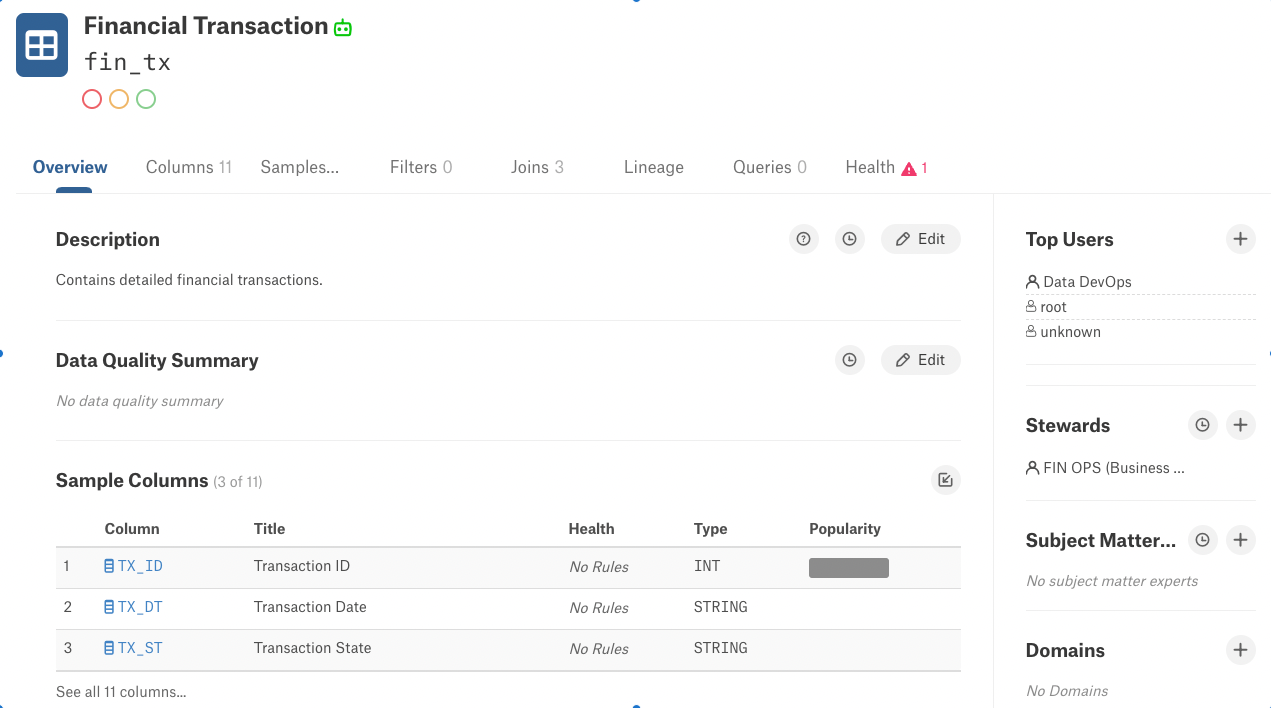 Financial Transaction
fin_tx
Overview Columns 11 Samples... Filters 0 Joins 3 Lineage Queries 0 Health 1
Description Edit
Contains detailed financial transactions.
Data Quality Summary Edit
No data quality summary
Sample Columns (3 of 11)
Column Title Health Type Popularity
1 TX_ID Transaction ID No Rules INT
2 TX_DT Transaction Date No Rules STRING
3 TX_ST Transaction State No Rules STRING
See all 11 columns...
Top Users
Data DevOps
root
unknown
Stewards
FIN OPS (Business ...
Subject Matter...
No subject matter experts
Domains
No Domains